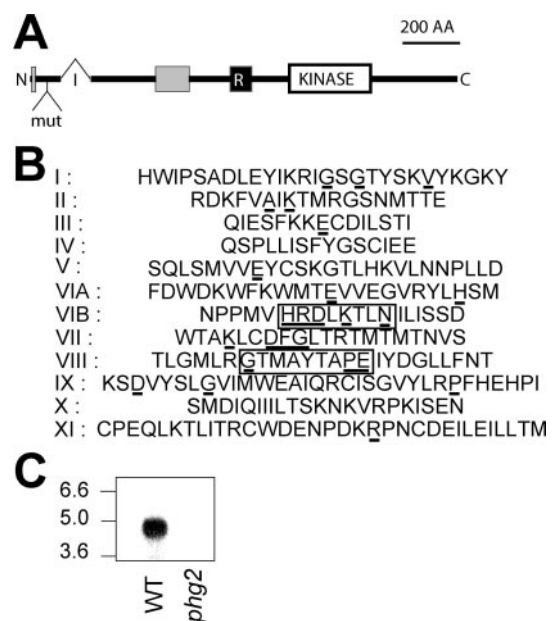 A
200 AA
N I R KINASE C
mut
B
I : HWIPSADLEYIKRIGSGTYSKVYKGKY
II : RDKFVAIKTMRGSNMTTE
III : QIESFKKECDILSTI
IV : QSPLLISFYGSCIEE
V : SQLSMVVEYCSKGTLHKVLNNPLLD
VIA : FDWDKWFKWMTEVVEGVRYLHSM
VIB : NPPMVHRDLKTLNILISSD
VII : WTAKLCDFGLTRTMTMTNVS
VIII : TLGMLRGTMAYTAPEIYDGLLFNT
IX : KSDVYSLGVIMWEAIQRCISGVYLRPFHEHPI
X : SMDIQIIILTSKNKVRPKISEN
XI : CPEQLKTLITRCWDENPDKRPNCDEILEILLTM
C
6.6
5.0
3.6
WT phg2